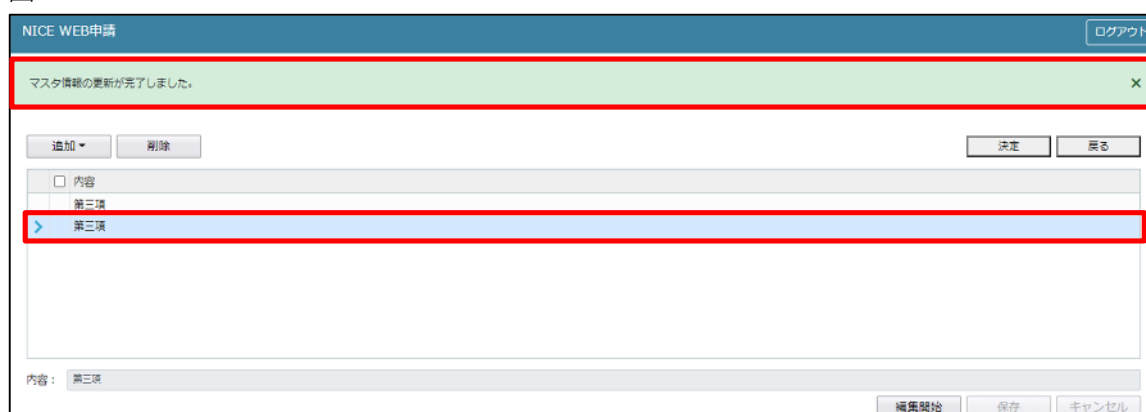 NICE WEB申請 ログアウト
マスタ情報の更新が完了しました。 ×
追加 削除 決定 戻る
内容
第三項
第三項
内容: 第三項
編集開始 保存 キャンセル